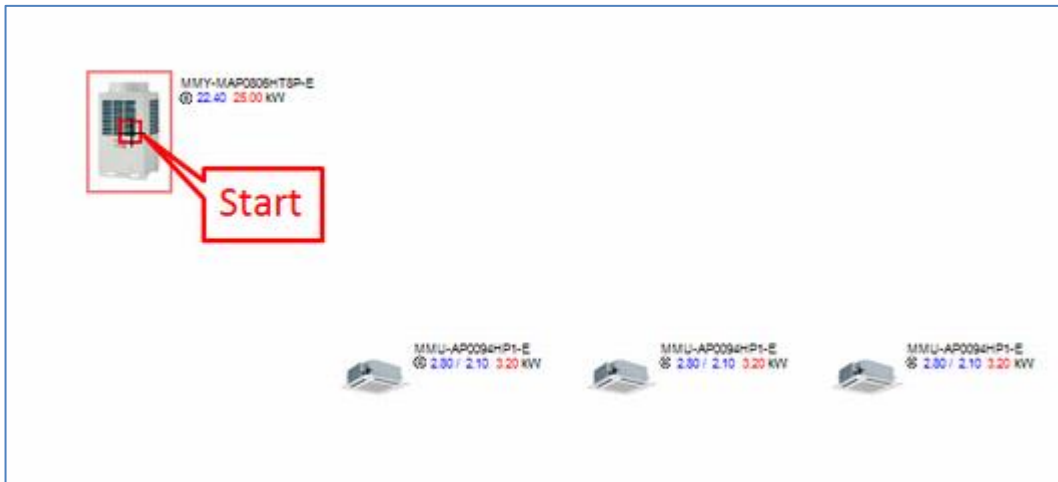 MMY-MAP0806HT8P-E
22.40 25.00 kW
Start
MMU-AP0094HP1-E
2.80 / 2.10 3.20 kW
MMU-AP0094HP1-E
2.80 / 2.10 3.20 kW
MMU-AP0094HP1-E
2.80 / 2.10 3.20 kW